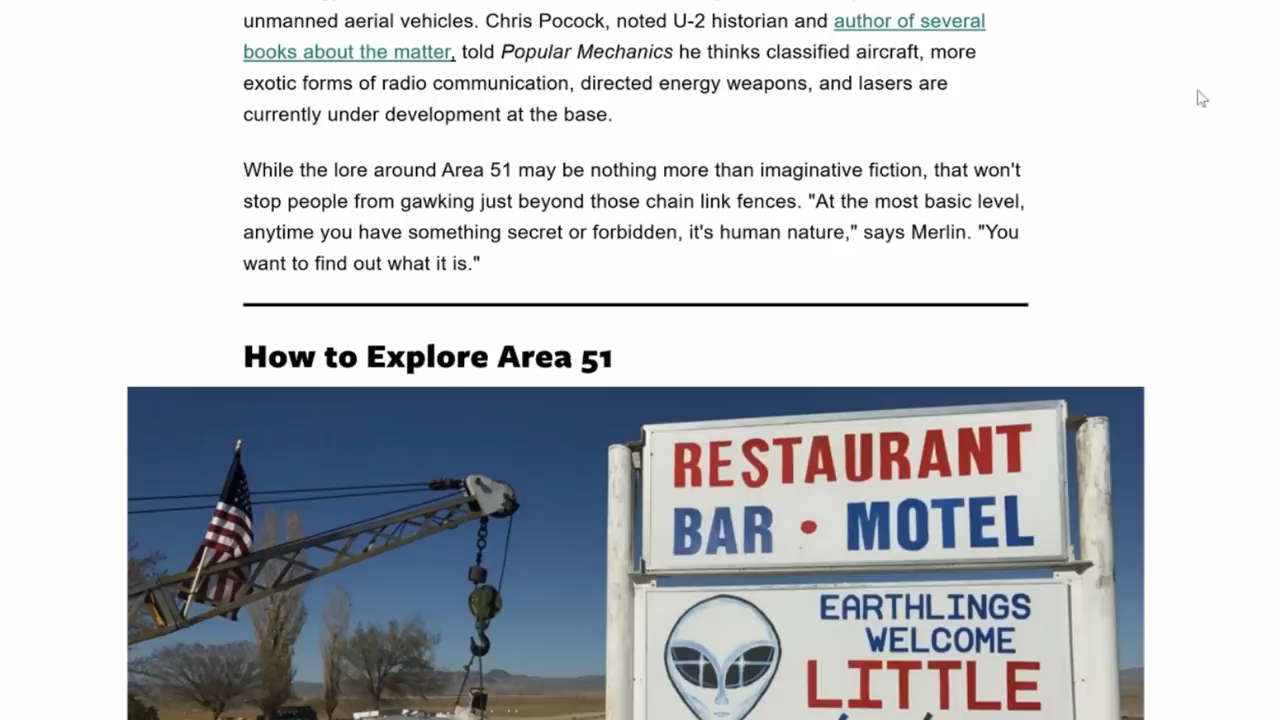 unmanned aerial vehicles. Chris Pocock, noted U-2 historian and author of several
books about the matter, told Popular Mechanics he thinks classified aircraft, more
exotic forms of radio communication, directed energy weapons, and lasers are
currently under development at the base.
While the lore around Area 51 may be nothing more than imaginative fiction, that won't
stop people from gawking just beyond those chain link fences. "At the most basic level,
anytime you have something secret or forbidden, it's human nature," says Merlin. "You
want to find out what it is."
How to Explore Area 51
RESTAURANT
BAR • MOTEL
EARTHLINGS
WELCOME
LITTLE